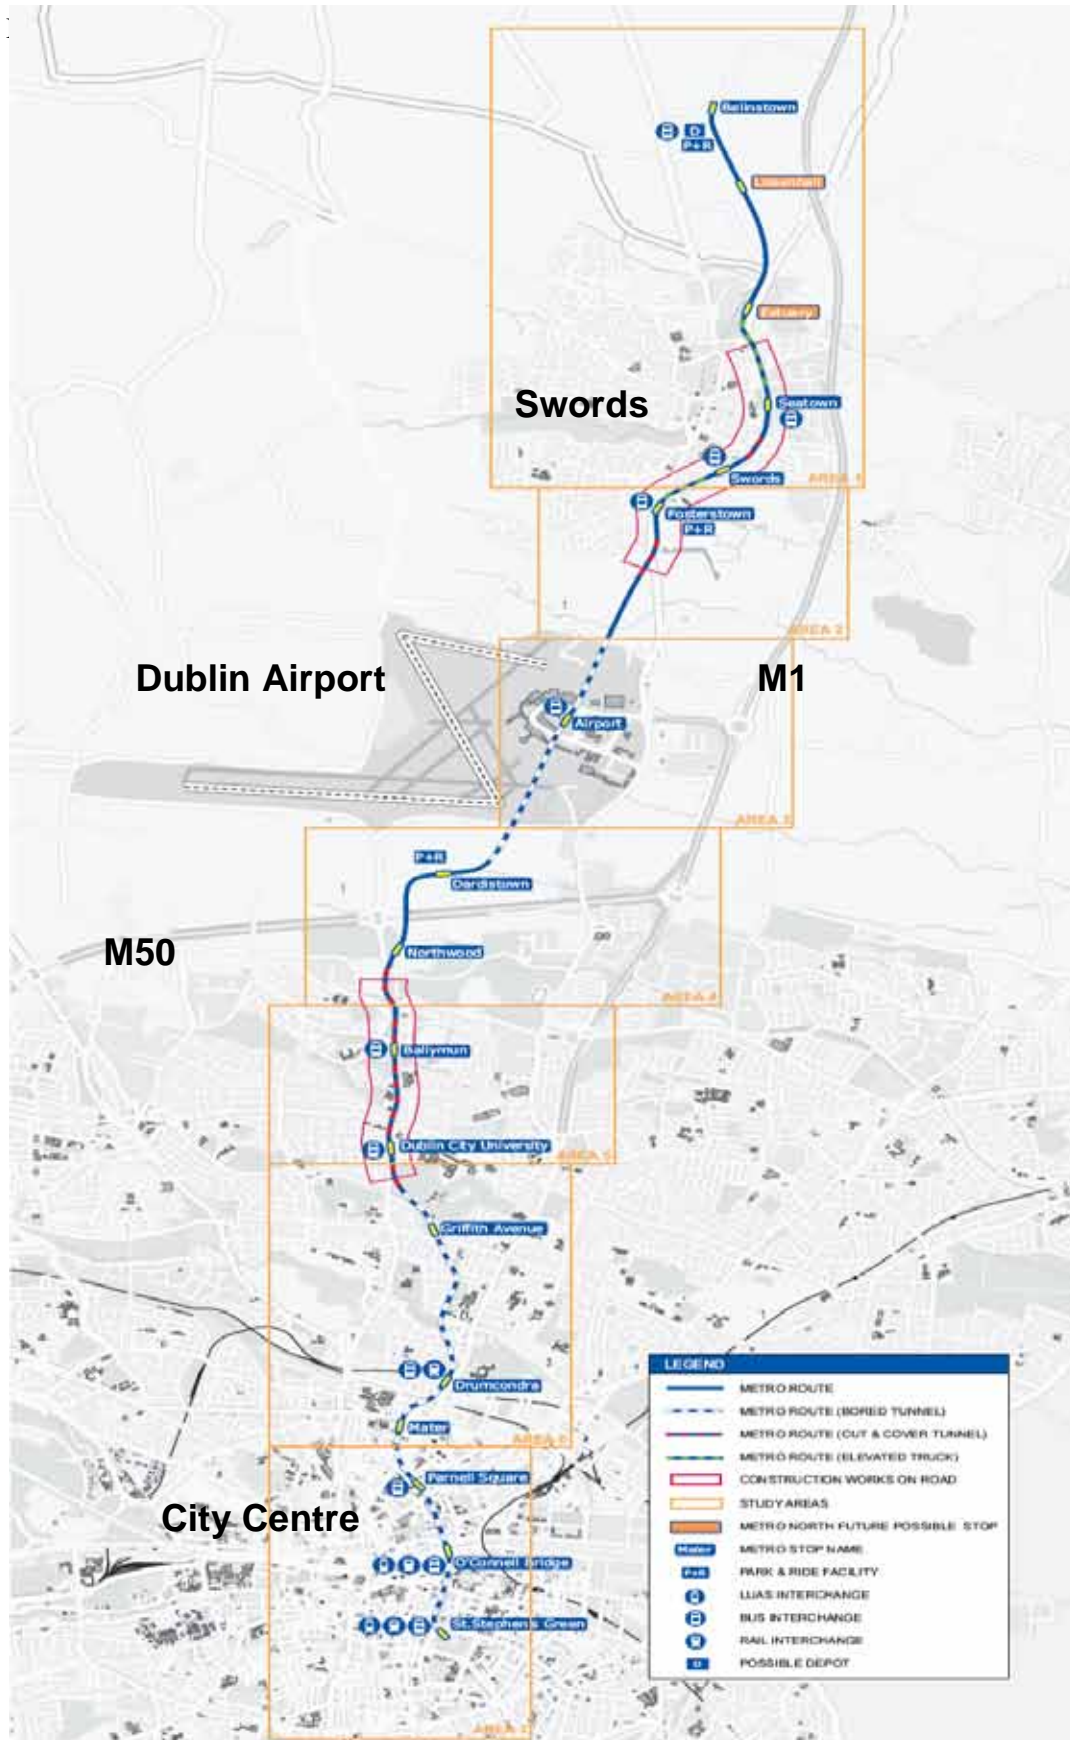 Belinstown
D
P+R
Lissenhall
Estuary
Swords
Seatown
Swords
AREA 1
Fosterstown
P+R
AREA 2
Dublin Airport
M1
Airport
AREA 3
P+R
Dardistown
M50
Northwood
AREA 4
Ballymun
Dublin City University
AREA 5
Griffith Avenue
Drumcondra
Mater
AREA 6
Parnell Square
City Centre
O'Connell Bridge
St.Stephen's Green
AREA 7
LEGEND
METRO ROUTE
METRO ROUTE (BORED TUNNEL)
METRO ROUTE (CUT & COVER TUNNEL)
METRO ROUTE (ELEVATED TRUCK)
CONSTRUCTION WORKS ON ROAD
STUDY AREAS
METRO NORTH FUTURE POSSIBLE STOP
Mater METRO STOP NAME
P+R PARK & RIDE FACILITY
LUAS INTERCHANGE
BUS INTERCHANGE
RAIL INTERCHANGE
D POSSIBLE DEPOT